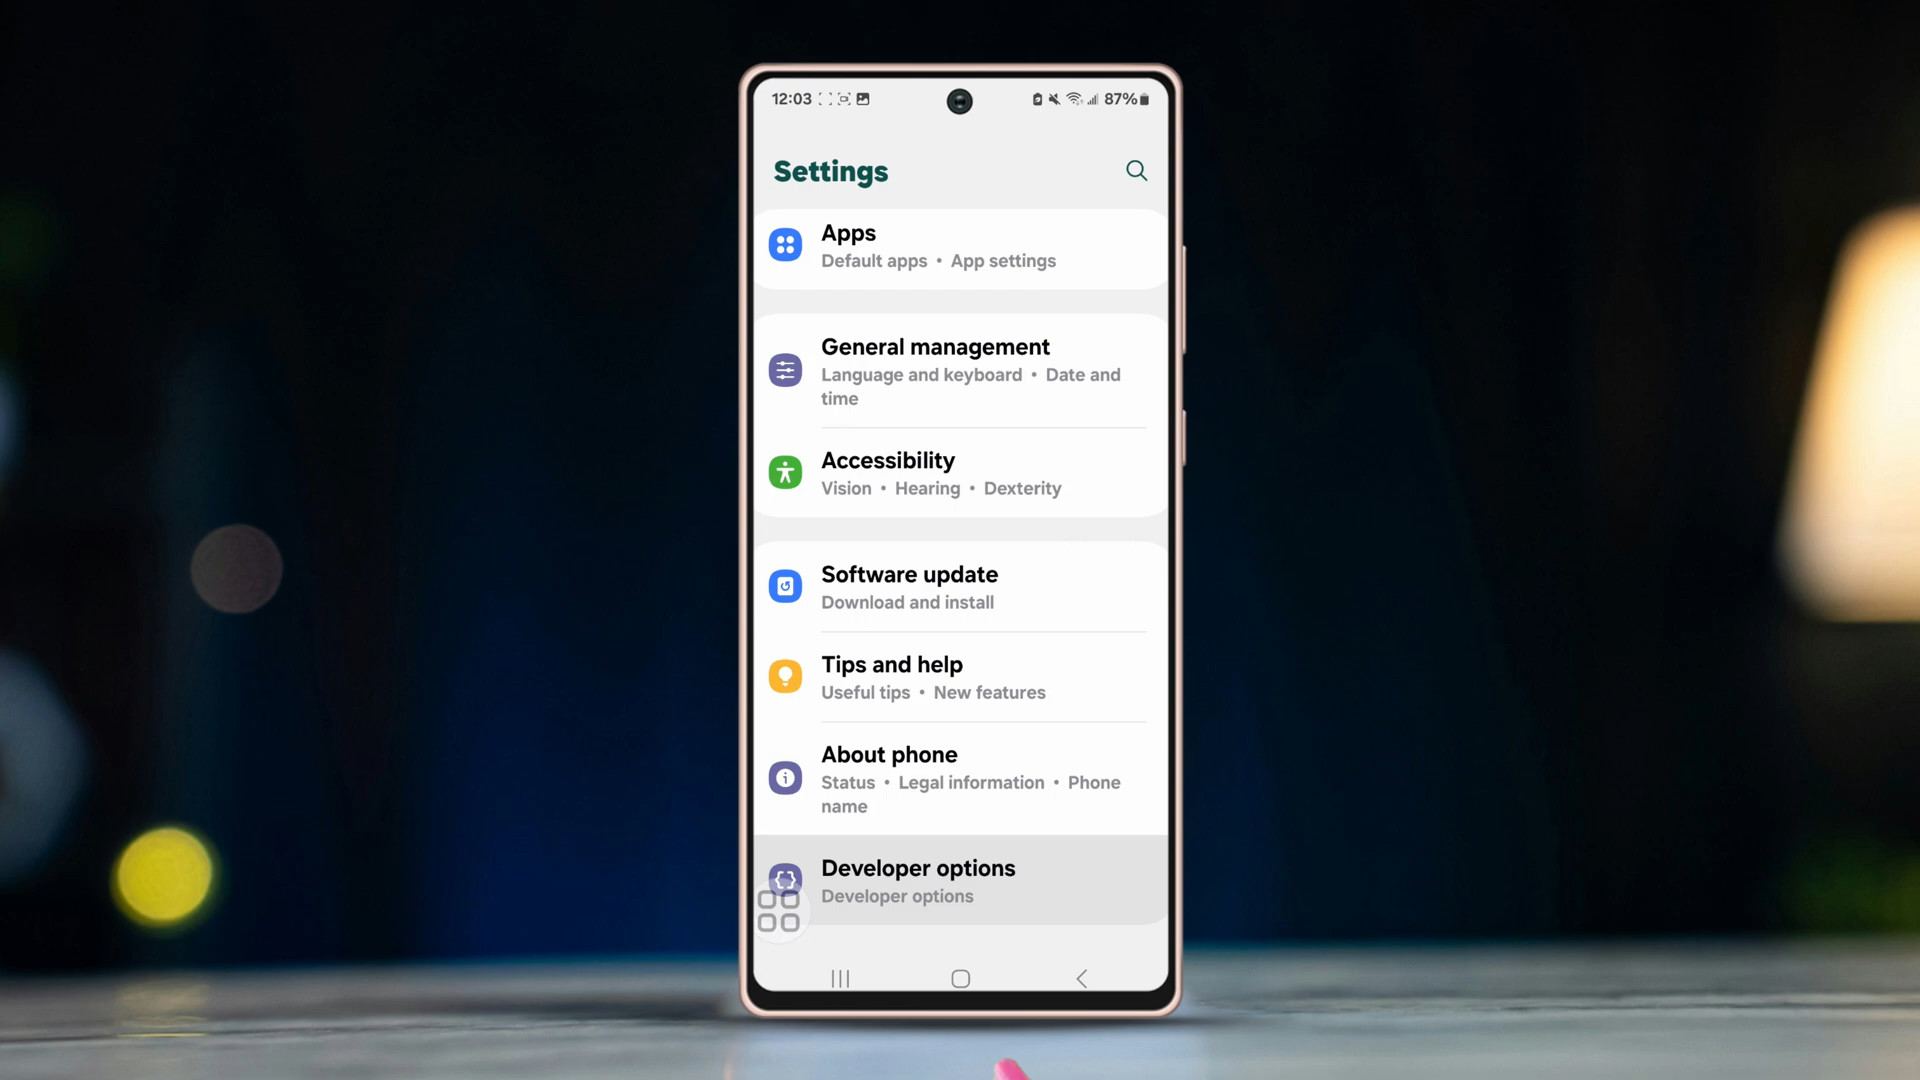 12:03
87%
Settings
Apps
Default apps • App settings
General management
Language and keyboard • Date and
time
Accessibility
Vision • Hearing • Dexterity
Software update
Download and install
Tips and help
Useful tips • New features
About phone
Status • Legal information • Phone
name
Developer options
Developer options